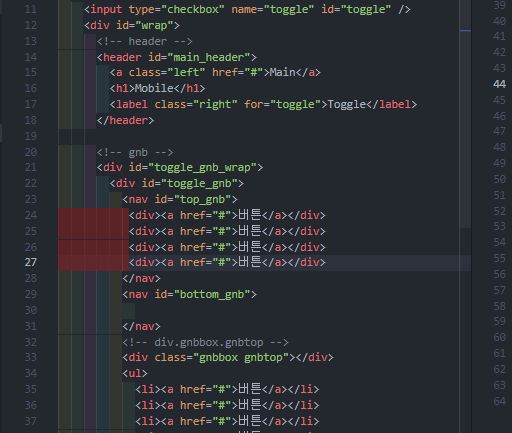 11 <input type="checkbox" name="toggle" id="toggle" />
12 <div id="wrap">
13 <!-- header -->
14 <header id="main_header">
15 <a class="left" href="#">Main</a>
16 <h1>Mobile</h1>
17 <label class="right" for="toggle">Toggle</label>
18 </header>
19
20 <!-- gnb -->
21 <div id="toggle_gnb_wrap">
22 <div id="toggle_gnb">
23 <nav id="top_gnb">
24 <div><a href="#">버튼</a></div>
25 <div><a href="#">버튼</a></div>
26 <div><a href="#">버튼</a></div>
27 <div><a href="#">버튼</a></div>
28 </nav>
29 <nav id="bottom_gnb">
30
31 </nav>
32 <!-- div.gnbbox.gnbtop -->
33 <div class="gnbbox gnbtop"></div>
34 <ul>
35 <li><a href="#">버튼</a></li>
36 <li><a href="#">버튼</a></li>
37 <li><a href="#">버튼</a></li>
39
40
41
42
43
44
45
46
47
48
49
50
51
52
53
54
55
56
57
58
59
60
61
62
63
64